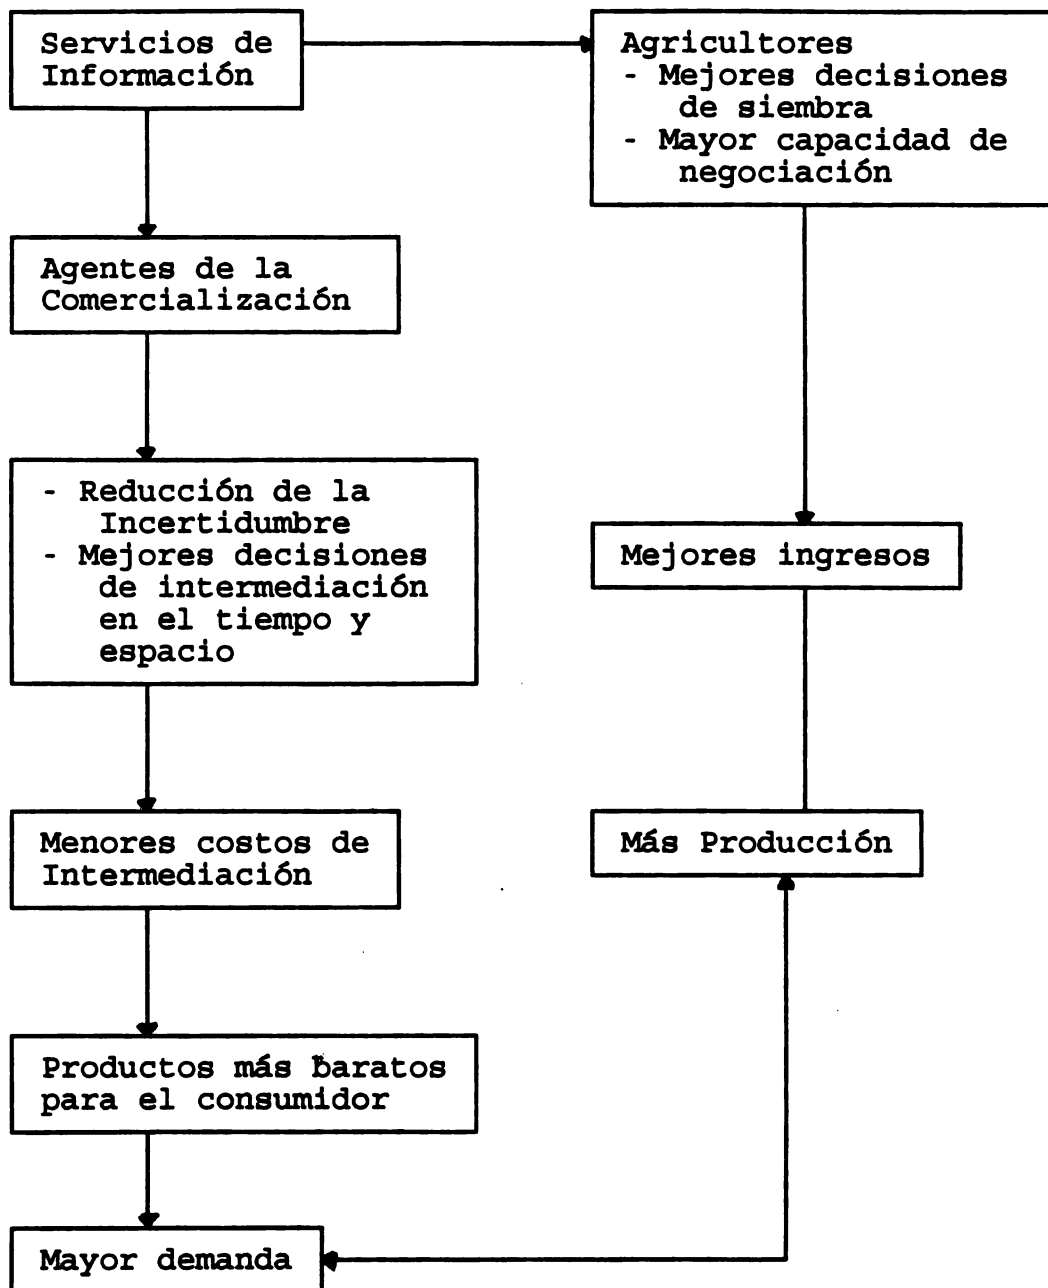 Servicios de
Información
Agricultores
- Mejores decisiones
de siembra
- Mayor capacidad de
negociación
Agentes de la
Comercialización
- Reducción de la
Incertidumbre
- Mejores decisiones
de intermediación
en el tiempo y
espacio
Mejores ingresos
Menores costos de
Intermediación
Más Producción
Productos más baratos
para el consumidor
Mayor demanda